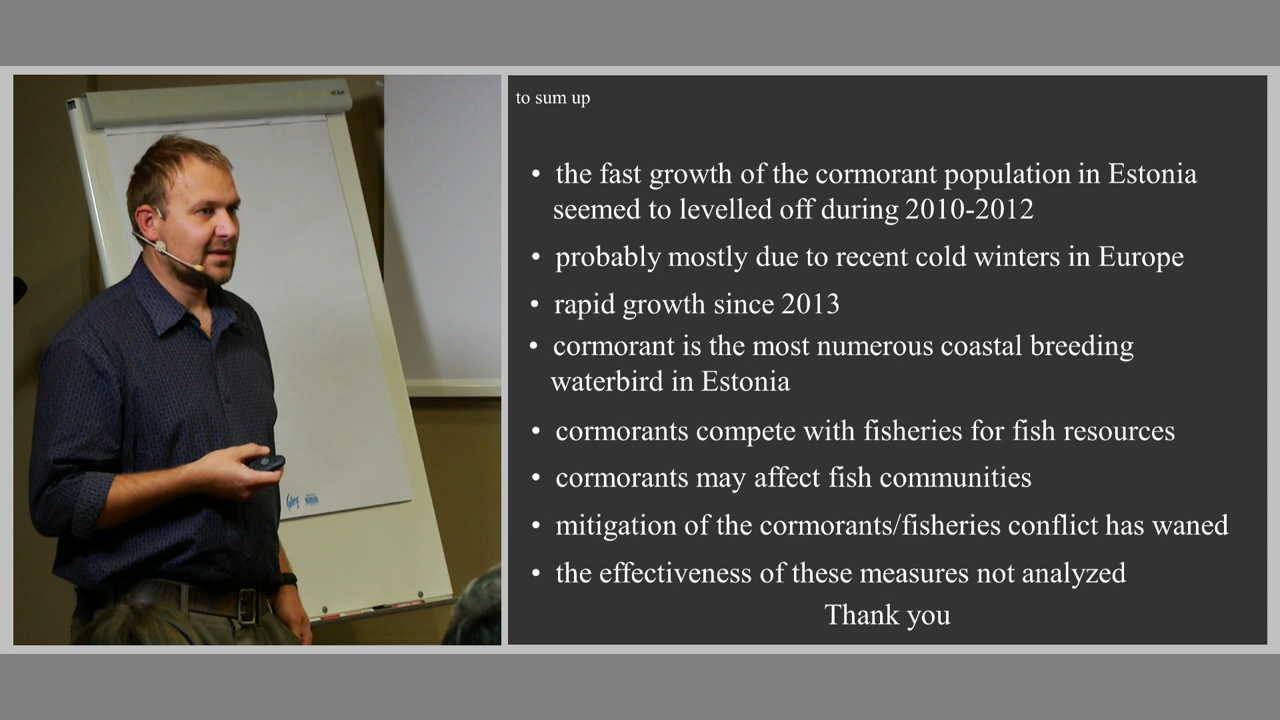 to sum up
• the fast growth of the cormorant population in Estonia
seemed to levelled off during 2010-2012
• probably mostly due to recent cold winters in Europe
• rapid growth since 2013
• cormorant is the most numerous coastal breeding
waterbird in Estonia
• cormorants compete with fisheries for fish resources
• cormorants may affect fish communities
• mitigation of the cormorants/fisheries conflict has waned
• the effectiveness of these measures not analyzed
Thank you